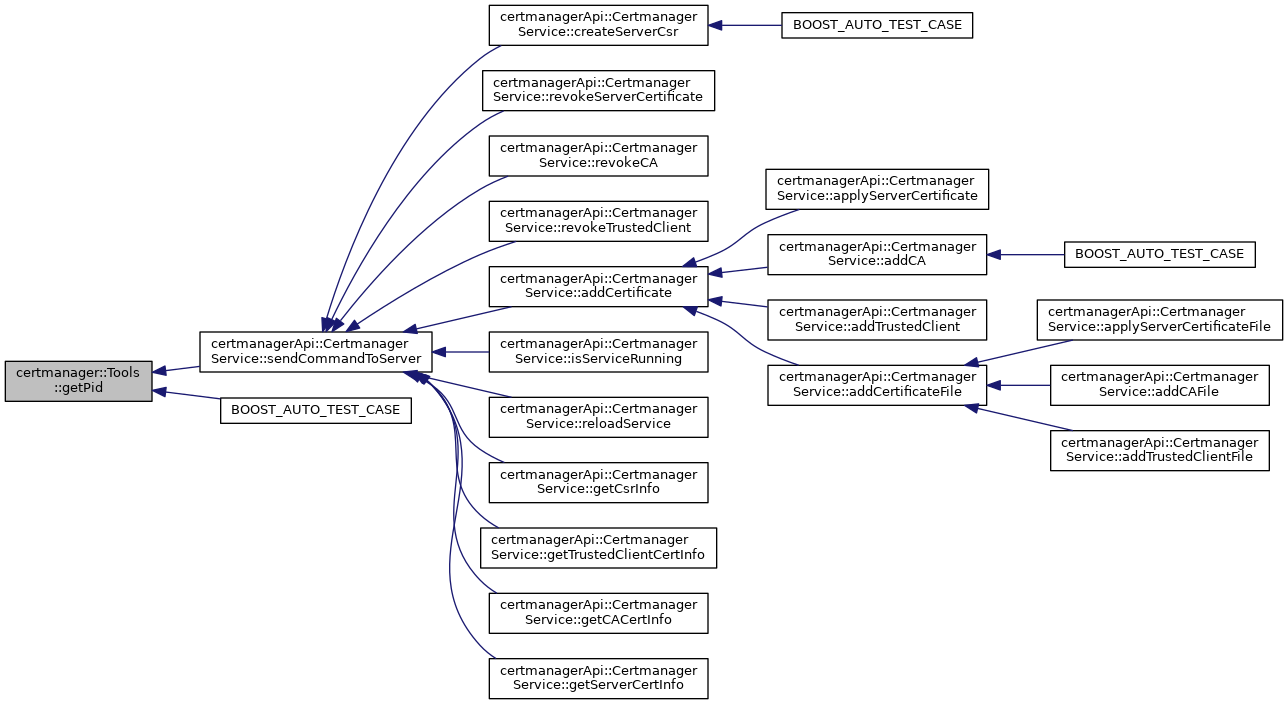 certmanager::Tools
::getPid
certmanagerApi::Certmanager
Service::sendCommandToServer
BOOST_AUTO_TEST_CASE
certmanagerApi::Certmanager
Service::createServerCsr
BOOST_AUTO_TEST_CASE
certmanagerApi::Certmanager
Service::revokeServerCertificate
certmanagerApi::Certmanager
Service::revokeCA
certmanagerApi::Certmanager
Service::revokeTrustedClient
certmanagerApi::Certmanager
Service::addCertificate
certmanagerApi::Certmanager
Service::applyServerCertificate
certmanagerApi::Certmanager
Service::addCA
BOOST_AUTO_TEST_CASE
certmanagerApi::Certmanager
Service::addTrustedClient
certmanagerApi::Certmanager
Service::addCertificateFile
certmanagerApi::Certmanager
Service::applyServerCertificateFile
certmanagerApi::Certmanager
Service::addCAFile
certmanagerApi::Certmanager
Service::addTrustedClientFile
certmanagerApi::Certmanager
Service::isServiceRunning
certmanagerApi::Certmanager
Service::reloadService
certmanagerApi::Certmanager
Service::getCsrInfo
certmanagerApi::Certmanager
Service::getTrustedClientCertInfo
certmanagerApi::Certmanager
Service::getCACertInfo
certmanagerApi::Certmanager
Service::getServerCertInfo